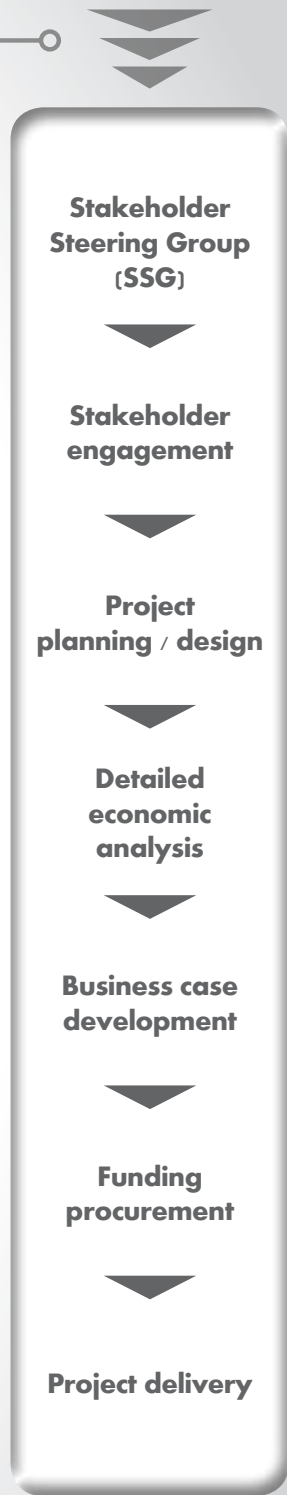 Stakeholder
Steering Group
(SSG)
Stakeholder
engagement
Project
planning / design
Detailed
economic
analysis
Business case
development
Funding
procurement
Project delivery